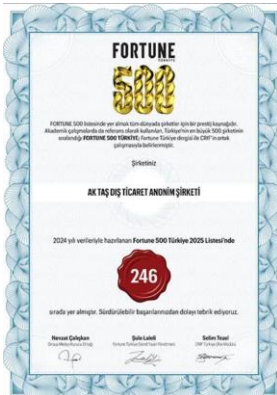 FORTUNE
TÜRKİYE
500
FORTUNE 500 listesinde yer almak tüm dünyada şirketler için bir prestij kaynağıdır.
Akademik çalışmalarda da referans olarak kullanılan, Türkiye'nin en büyük 500 şirketinin
sıralandığı FORTUNE 500 TÜRKİYE; Fortune Türkiye dergisi ile CRIF'in ortak
çalışmasıyla belirlenmiştir.
Şirketiniz
AK TAŞ DIŞ TİCARET ANONİM ŞİRKETİ
2024 yılı verileriyle hazırlanan Fortune 500 Türkiye 2025 Listesi'nde
246
sırada yer almıştır. Sürdürülebilir başarılarınızdan dolayı tebrik ediyoruz.
Henzat Çalışkan Şule Laleli Selim Tezel